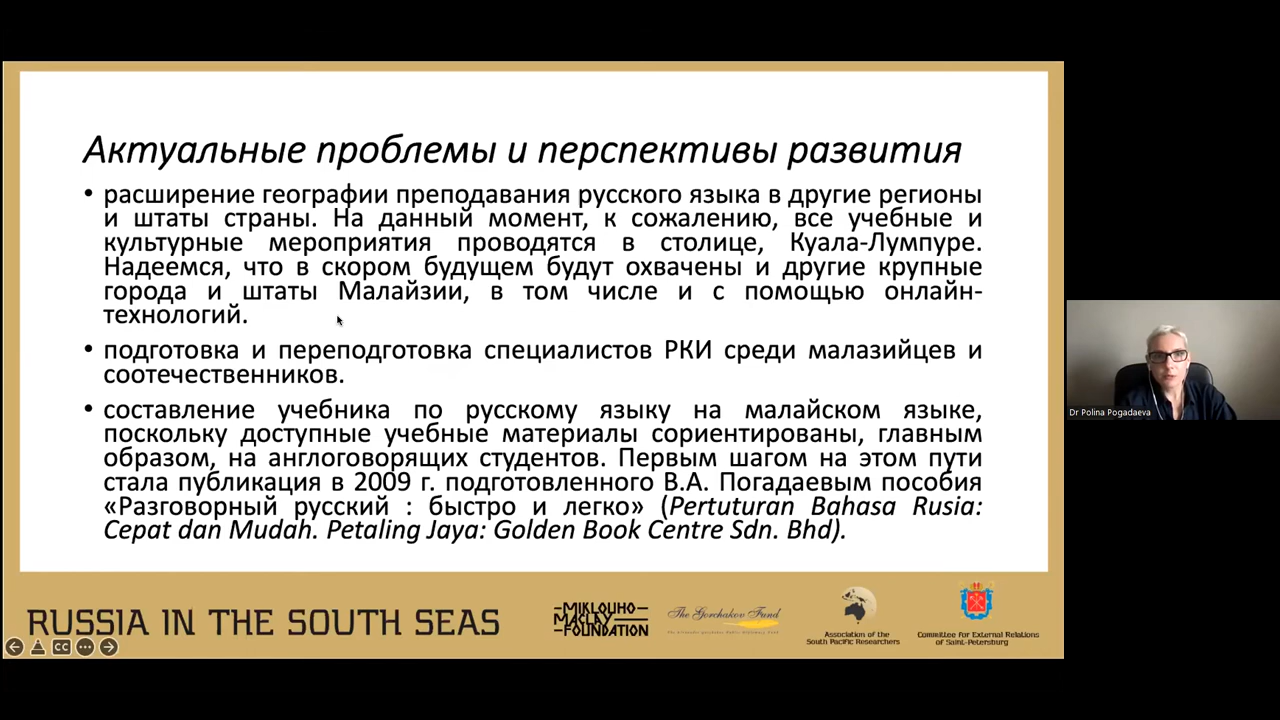 Актуальные проблемы и перспективы развития
• расширение географии преподавания русского языка в другие регионы
и штаты страны. На данный момент, к сожалению, все учебные и
культурные мероприятия проводятся в столице, Куала-Лумпуре.
Надеемся, что в скором будущем будут охвачены и другие крупные
города и штаты Малайзии, в том числе и с помощью онлайн-
технологий.
• подготовка и переподготовка специалистов РКИ среди малазийцев и
соотечественников.
• составление учебника по русскому языку на малайском языке,
поскольку доступные учебные материалы сориентированы, главным
образом, на англоговорящих студентов. Первым шагом на этом пути
стала публикация в 2009 г. подготовленного В.А. Погадаевым пособия
«Разговорный русский : быстро и легко» (Pertuturan Bahasa Rusia:
Cepat dan Mudah. Petaling Jaya: Golden Book Centre Sdn. Bhd).
Dr Polina Pogadaeva
RUSSIA IN THE SOUTH SEAS
MIKLOUHO
MACLAY
FOUNDATION
The Gorchakov Fund
Association of the
South Pacific Researchers
Committee for External Relations
of Saint-Petersburg
CC